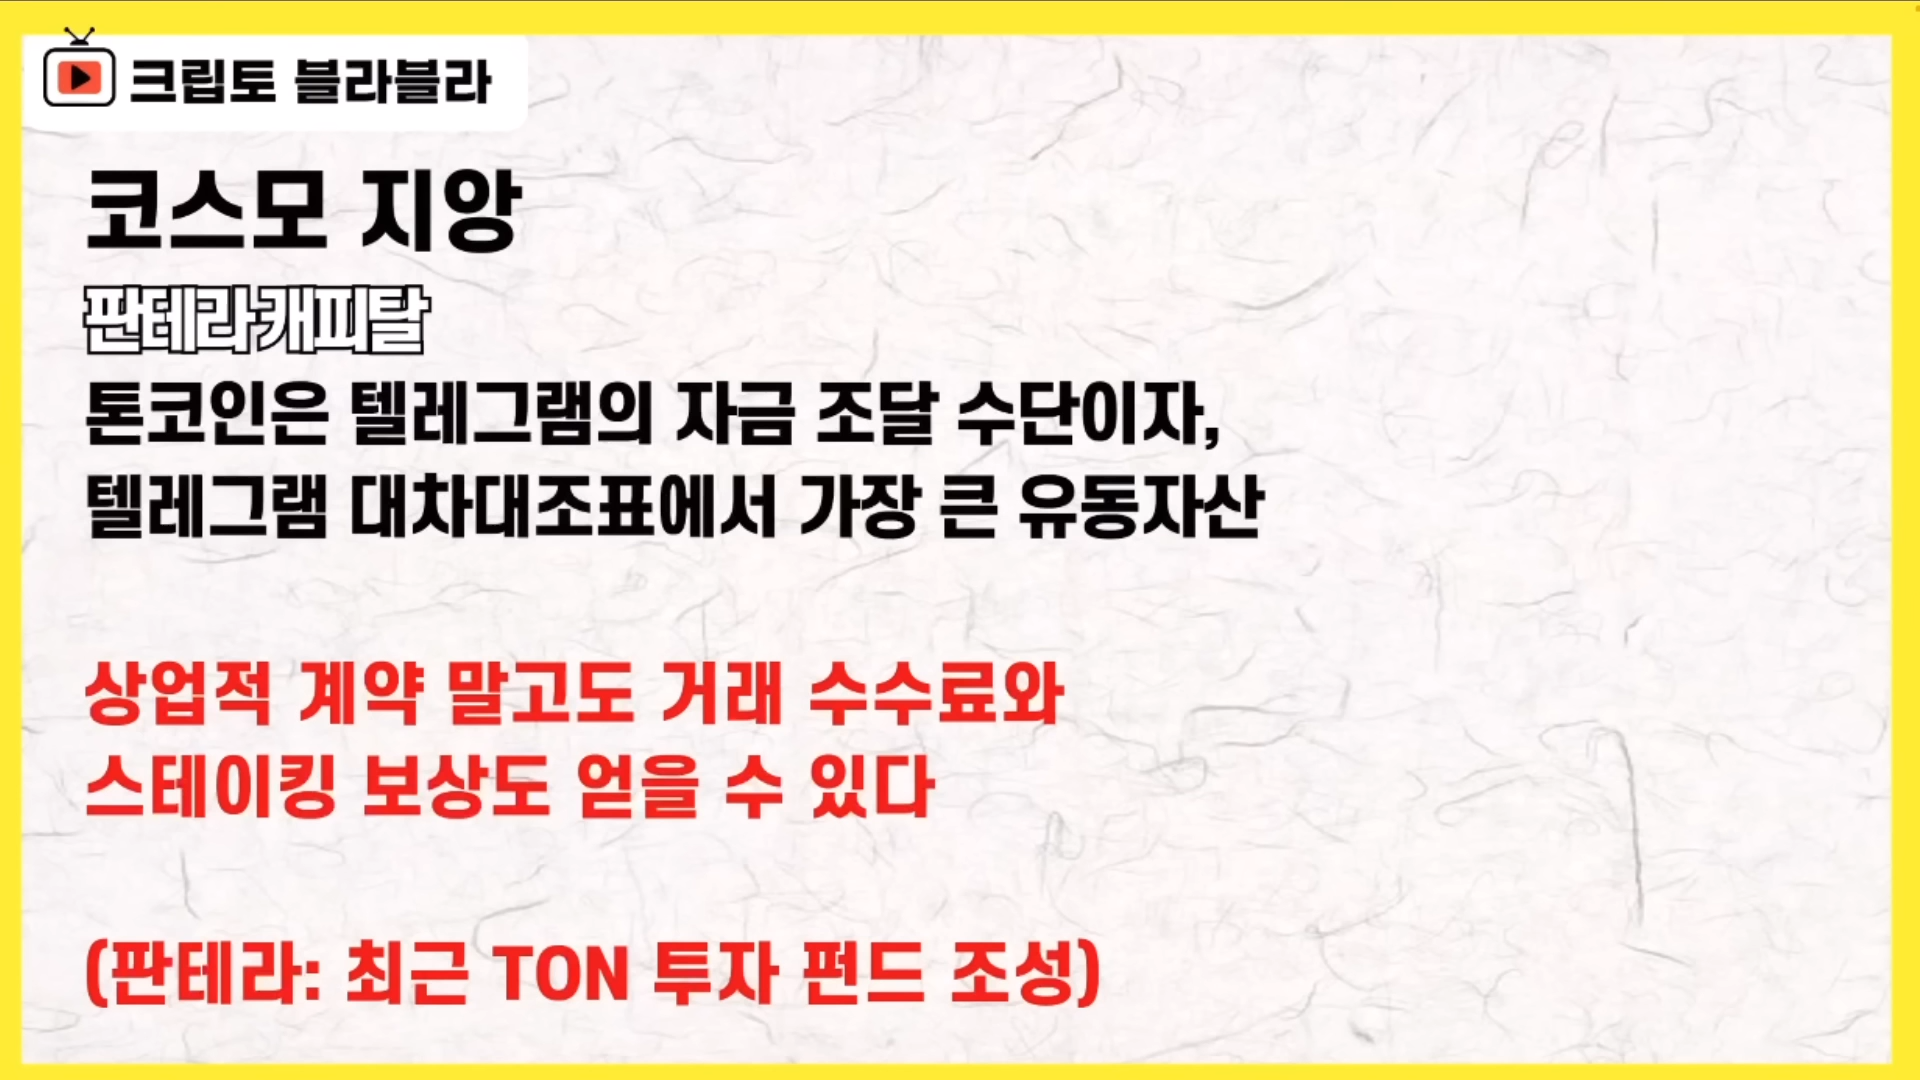 크립토 블라블라
코스모 지앙
판테라캐피탈
톤코인은 텔레그램의 자금 조달 수단이자,
텔레그램 대차대조표에서 가장 큰 유동자산
상업적 계약 말고도 거래 수수료와
스테이킹 보상도 얻을 수 있다
(판테라: 최근 TON 투자 펀드 조성)